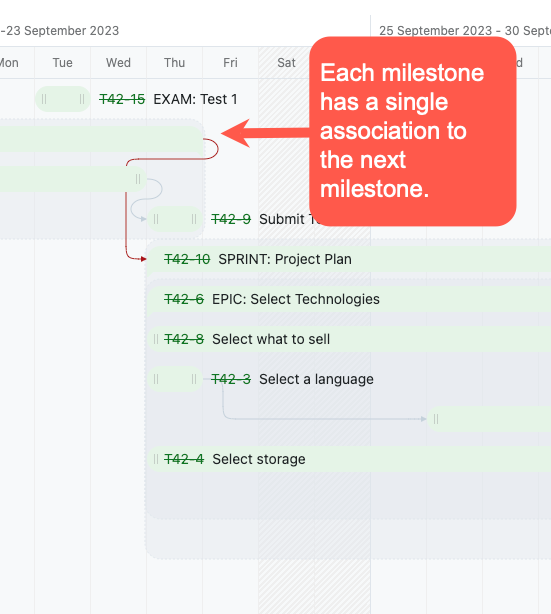 -23 September 2023
25 September 2023 - 30 Septe
Mon Tue Wed Thu Fri Sat
Each milestone
has a single
association to
the next
milestone.
T42-15 EXAM: Test 1
T42-9 Submit
T42-10 SPRINT: Project Plan
T42-6 EPIC: Select Technologies
T42-8 Select what to sell
T42-3 Select a language
T42-4 Select storage